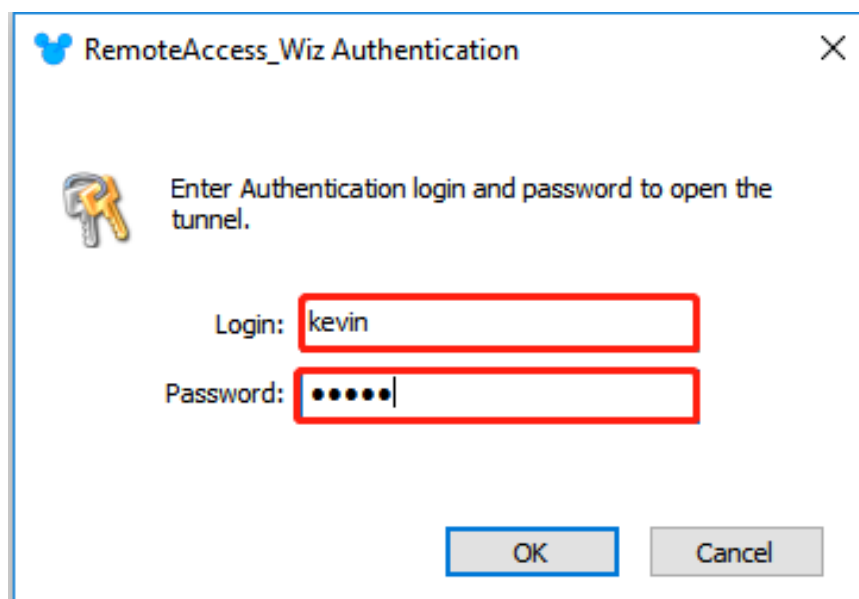 RemoteAccess_Wiz Authentication
Enter Authentication login and password to open the
tunnel.
Login: kevin
Password: ●●●●●
OK Cancel